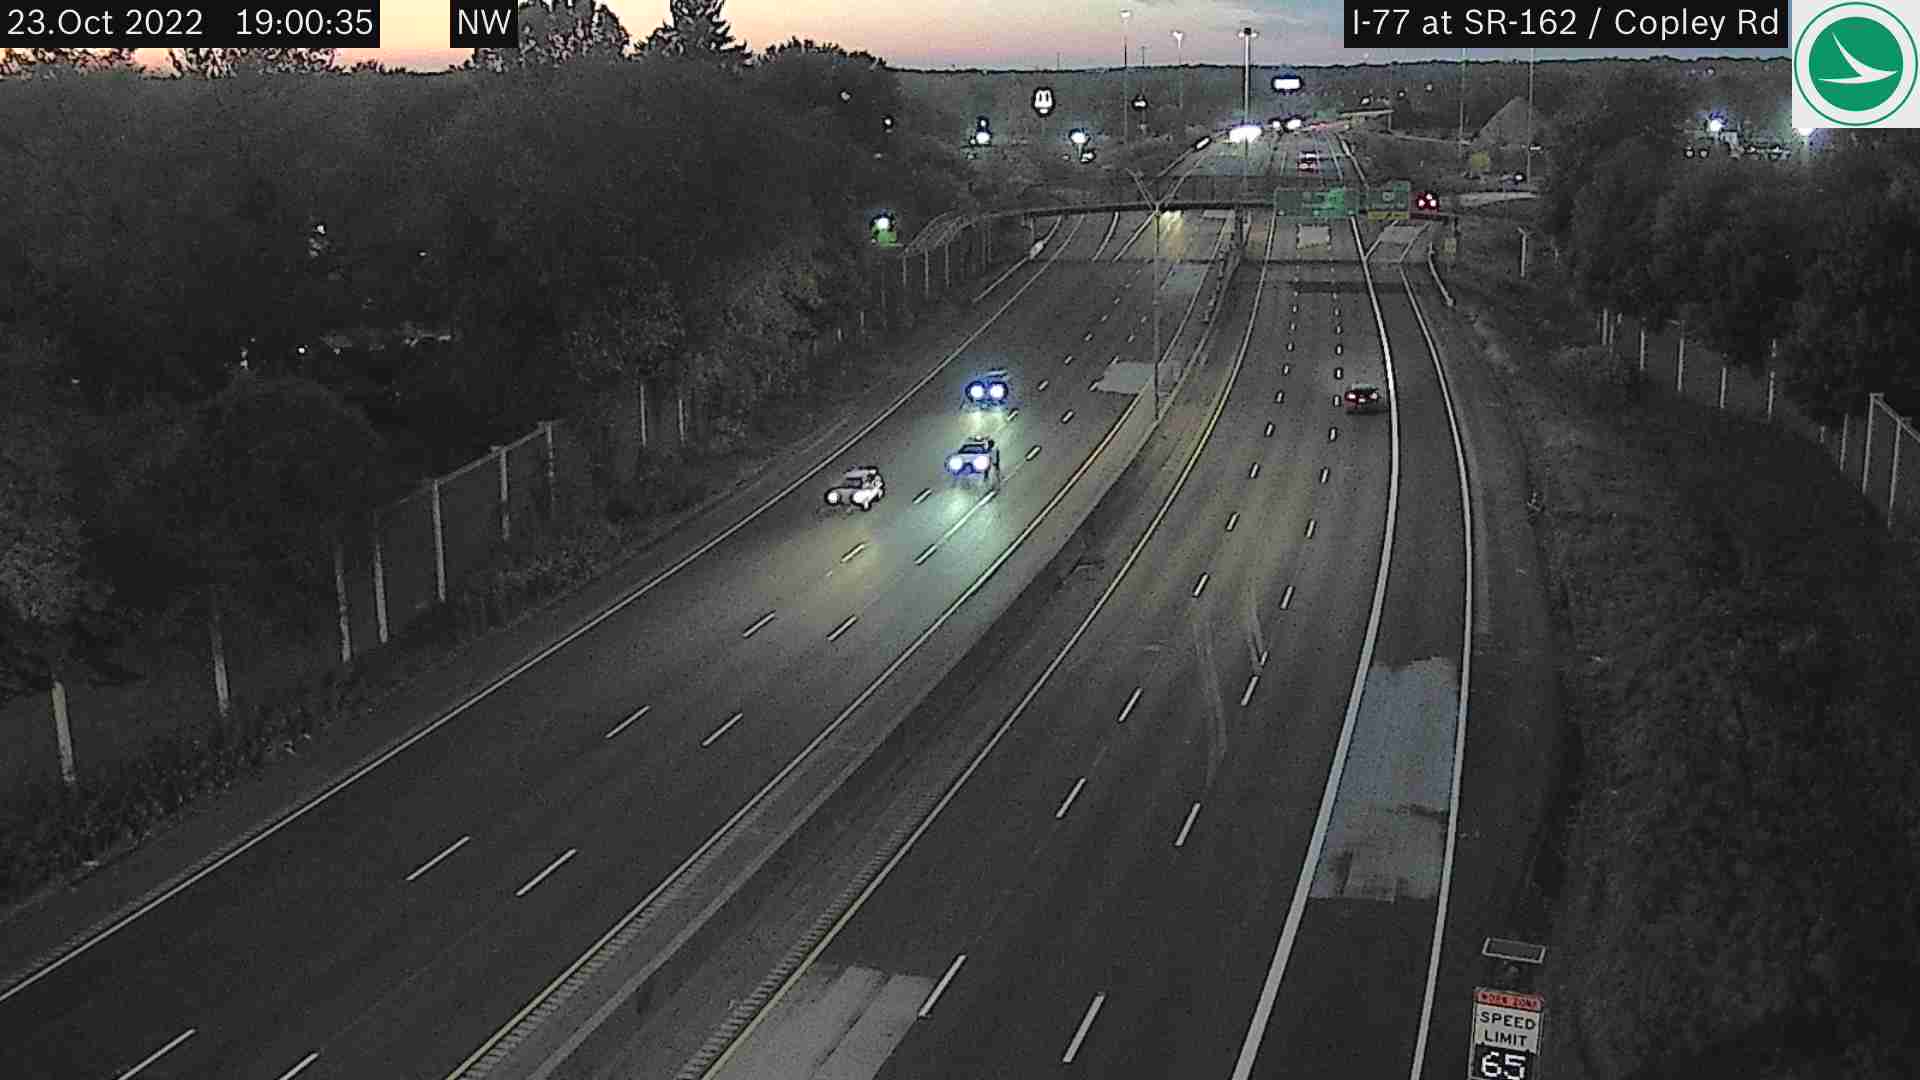 23.Oct 2022 19:00:35 NW I-77 at SR-162 / Copley Rd
WORK ZONE
SPEED
LIMIT
65